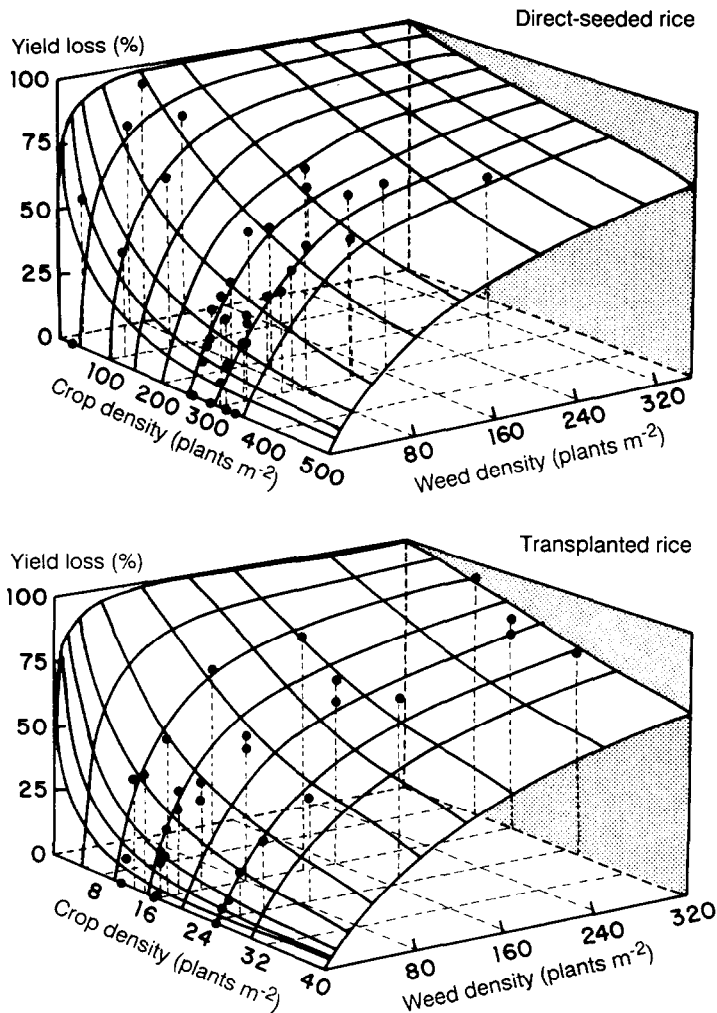 Direct-seeded rice
Yield loss (%)
100
75
50
25
0
100 200 300 400 500
Crop density (plants m-2)
80 160 240 320
Weed density (plants m-2)
Transplanted rice
Yield loss (%)
100
75
50
25
0
8 16 24 32 40
Crop density (plants m-2)
80 160 240 320
Weed density (plants m-2)